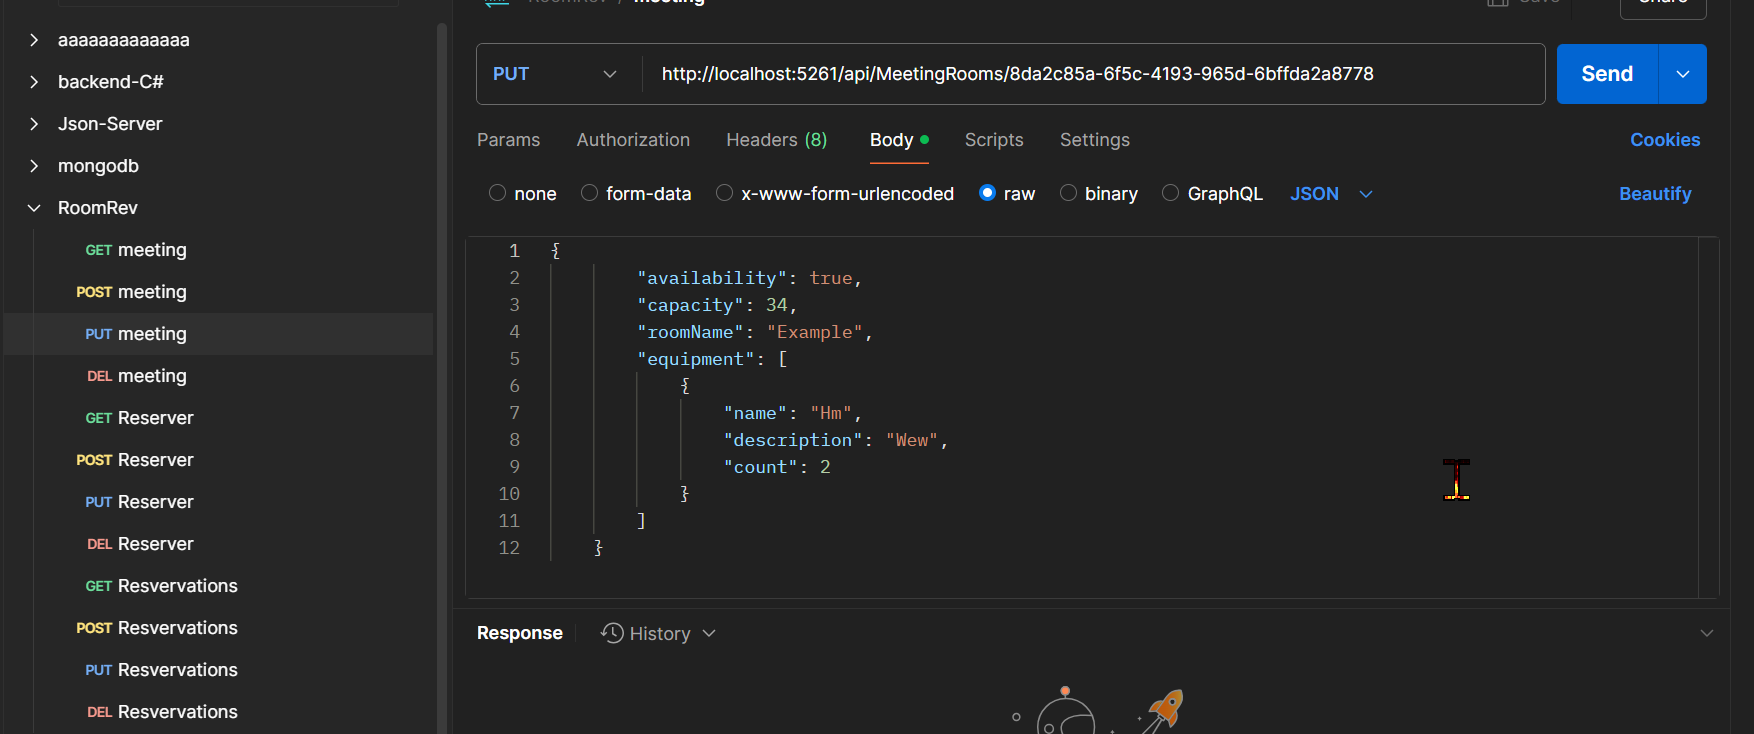 RoomRev / meeting
Save
Share
aaaaaaaaaaaaa
backend-C#
Json-Server
mongodb
RoomRev
GET meeting
POST meeting
PUT meeting
DEL meeting
GET Reserver
POST Reserver
PUT Reserver
DEL Reserver
GET Resvervations
POST Resvervations
PUT Resvervations
DEL Resvervations
PUT http://localhost:5261/api/MeetingRooms/8da2c85a-6f5c-4193-965d-6bffda2a8778 Send
Params Authorization Headers (8) Body Scripts Settings Cookies
none form-data x-www-form-urlencoded raw binary GraphQL JSON Beautify
1 {
2 "availability": true,
3 "capacity": 34,
4 "roomName": "Example",
5 "equipment": [
6 {
7 "name": "Hm",
8 "description": "Wew",
9 "count": 2
10 }
11 ]
12 }
Response History